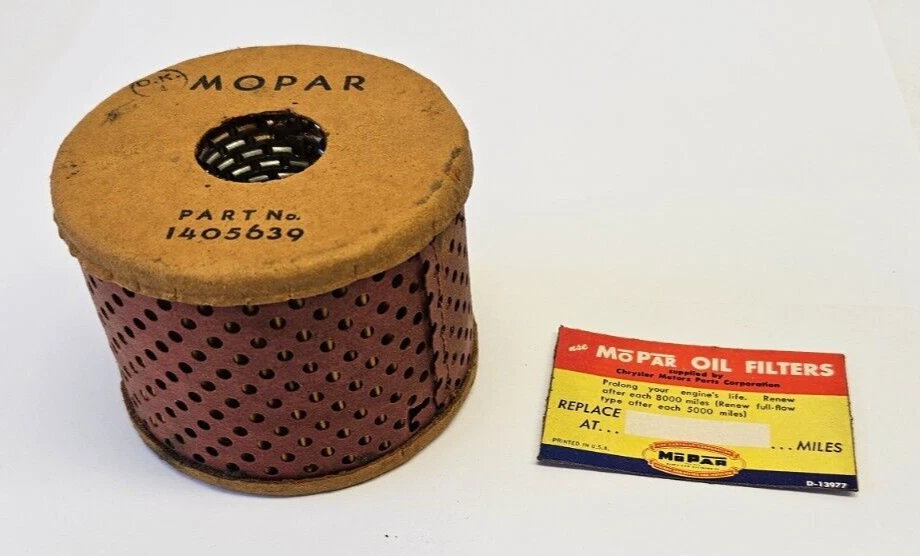 O.K.
MOPAR
PART No.
1405639
use MOPAR OIL FILTERS
supplied by
Chrysler Motors Parts Corporation
Prolong your engine's life. Renew
after each 8000 miles (Renew full-flow
type after each 5000 miles)
REPLACE
AT... ...MILES
PRINTED IN U.S.A.
MOPAR
D-13977